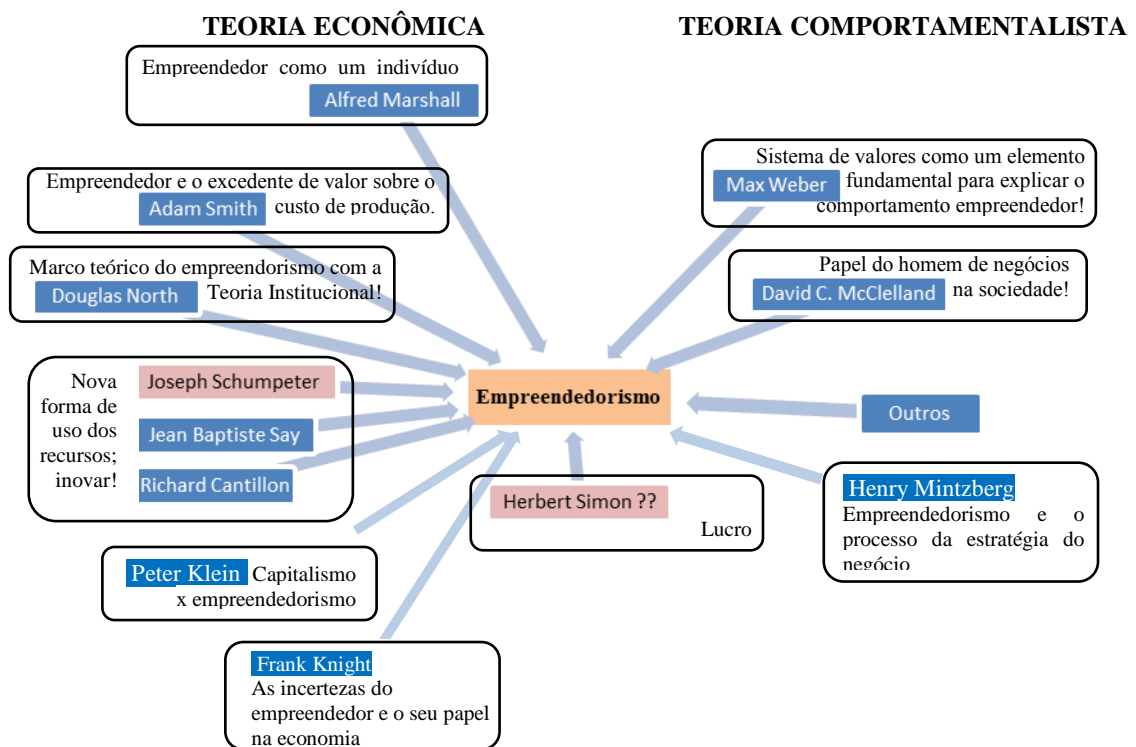 TEORIA ECONÔMICA
TEORIA COMPORTAMENTALISTA
Empreendedor como um indivíduo
Alfred Marshall
Sistema de valores como um elemento
Max Weber fundamental para explicar o
comportamento empreendedor!
Empreendedor e o excedente de valor sobre o
Adam Smith custo de produção.
Marco teórico do empreendorismo com a
Douglas North Teoria Institucional!
Papel do homem de negócios
David C. McClelland na sociedade!
Nova
forma de
uso dos
recursos;
inovar!
Joseph Schumpeter
Jean Baptiste Say
Richard Cantillon
Empreendedorismo
Outros
Herbert Simon ??
Lucro
Henry Mintzberg
Empreendedorismo e o
processo da estratégia do
negócio
Peter Klein Capitalismo
x empreendedorismo
Frank Knight
As incertezas do
empreendedor e o seu papel
na economia